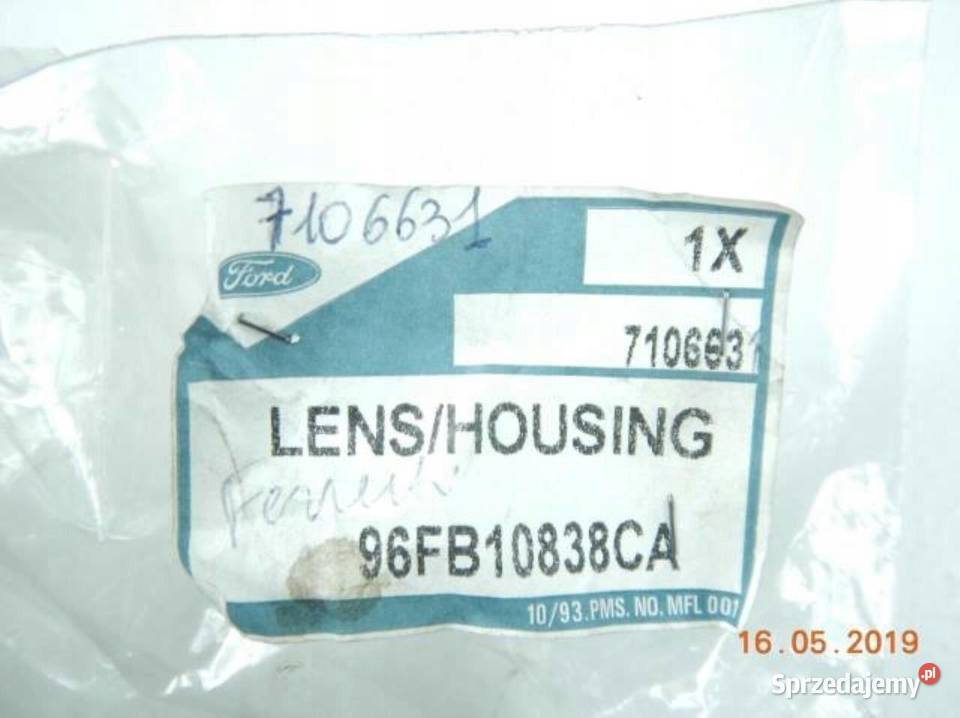 7106631
Ford
1X
7106631
LENS/HOUSING
96FB10838CA
10/93.PMS. NO. MFL 001
16.05.2019
Sprzedajemy.pl